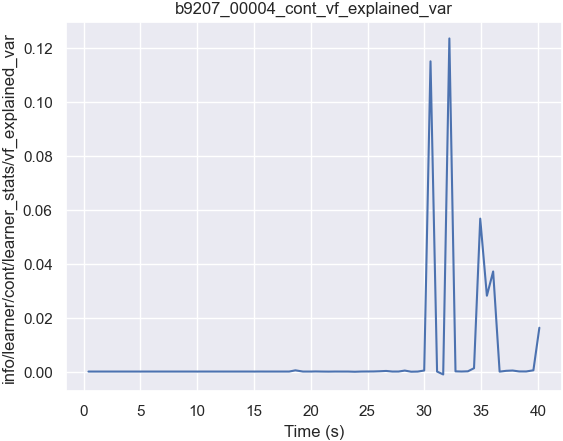 b9207_00004_cont_vf_explained_var
info/learner/cont/learner_stats/vf_explained_var
0.12
0.10
0.08
0.06
0.04
0.02
0.00
0 5 10 15 20 25 30 35 40
Time (s)